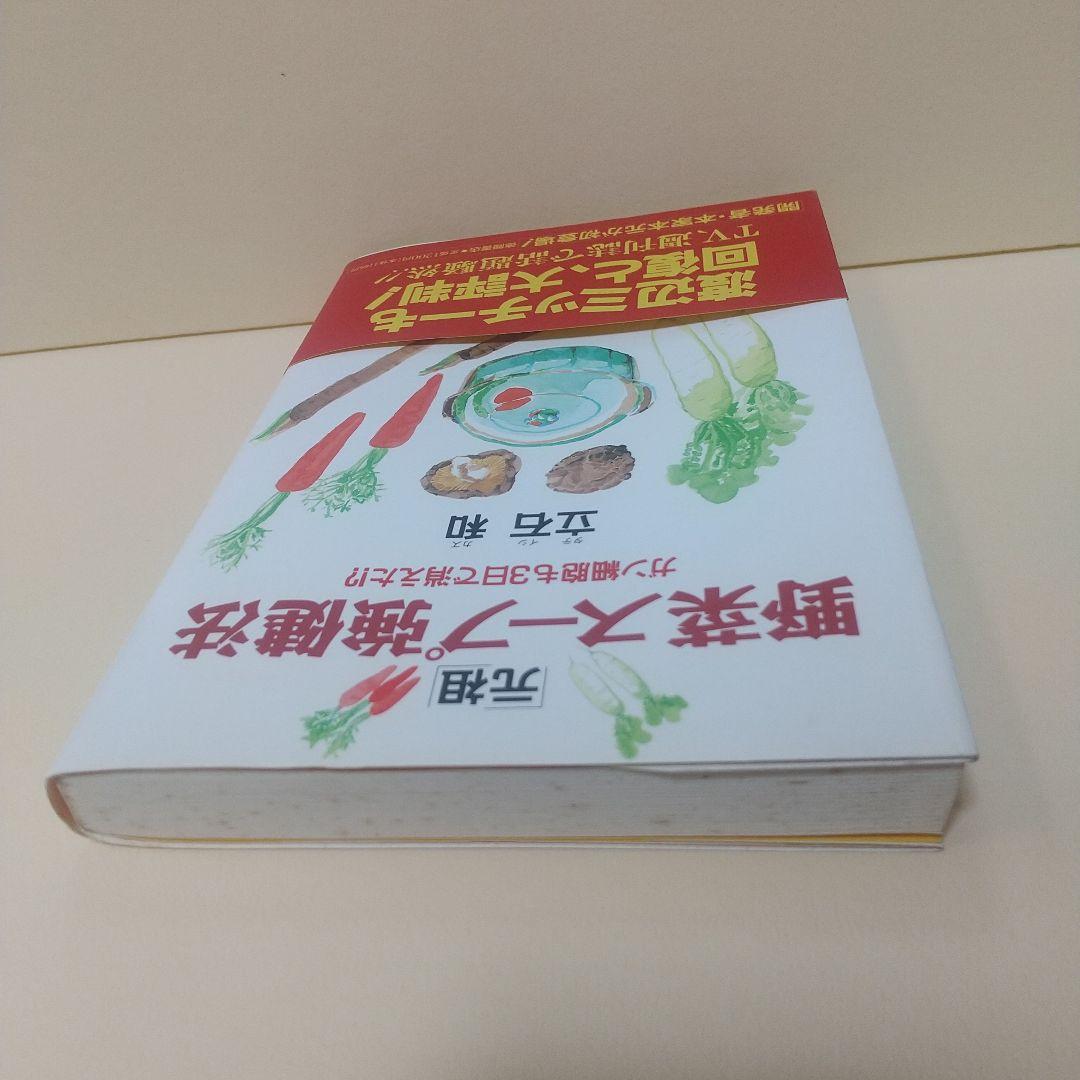 元祖
野菜スープ強健法
ガン細胞も3日で消えた!?
立石 和
タテ イシ カズ
渡辺ミッチーも
回復と、大評判!
TV、週刊誌で話題騒然!!
開発者・本家本元が初登場!